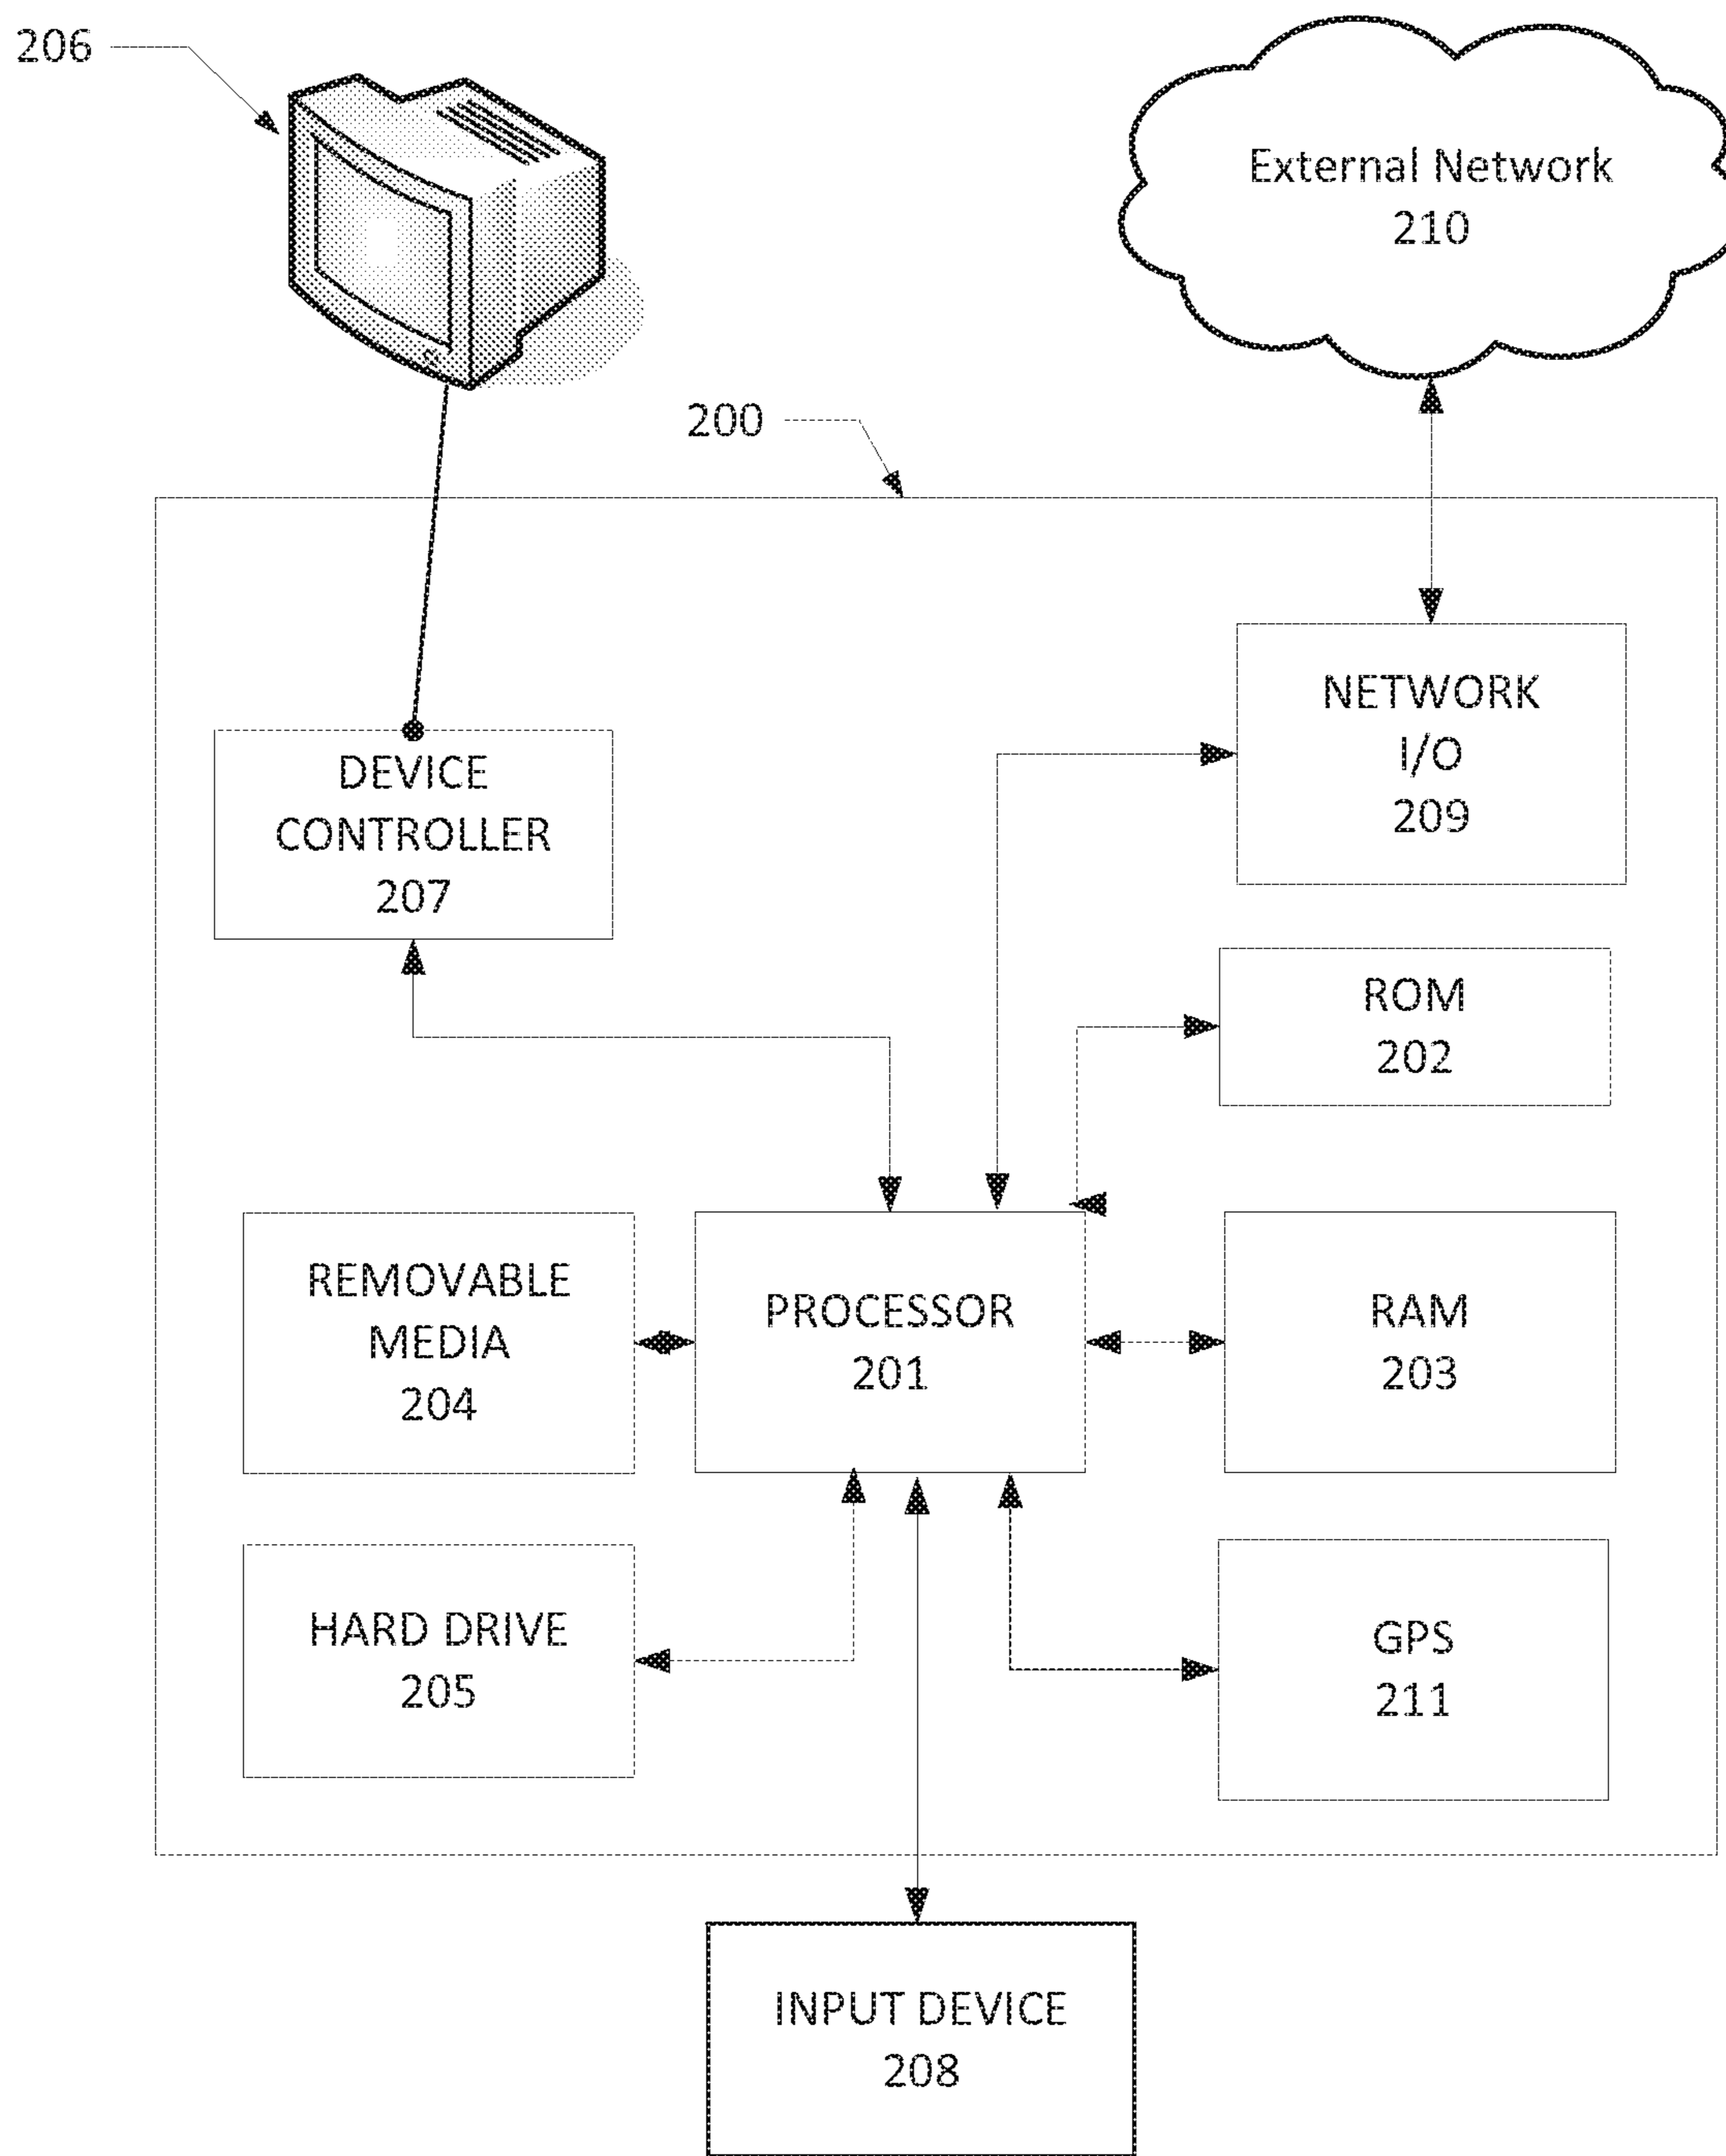 206
External Network
210
200
NETWORK
I/O
209
DEVICE
CONTROLLER
207
ROM
202
REMOVABLE
MEDIA
204
PROCESSOR
201
RAM
203
HARD DRIVE
205
GPS
211
INPUT DEVICE
208